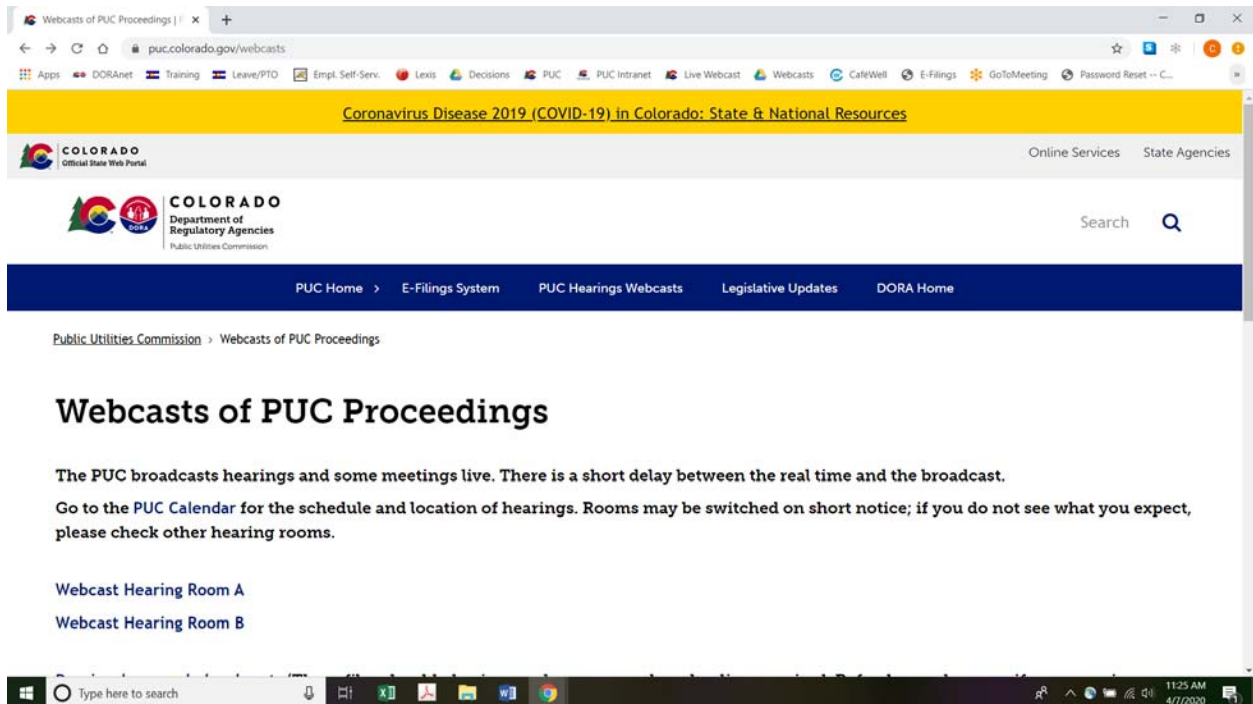 Webcasts of PUC Proceedings |
puc.colorado.gov/webcasts
Apps DORAnet Training Leave/PTO Empl. Self-Serv. Lexis Decisions PUC PUC Intranet Live Webcast Webcasts CafeWell E-Filings GoToMeeting Password Reset -- C... »
Coronavirus Disease 2019 (COVID-19) in Colorado: State & National Resources
COLORADO
Official State Web Portal
Online Services State Agencies
COLORADO
Department of
Regulatory Agencies
Public Utilities Commission
DORA
Search
PUC Home > E-Filings System PUC Hearings Webcasts Legislative Updates DORA Home
Public Utilities Commission > Webcasts of PUC Proceedings
Webcasts of PUC Proceedings
The PUC broadcasts hearings and some meetings live. There is a short delay between the real time and the broadcast.
Go to the PUC Calendar for the schedule and location of hearings. Rooms may be switched on short notice; if you do not see what you expect,
please check other hearing rooms.
Webcast Hearing Room A
Webcast Hearing Room B
Type here to search
11:25 AM
4/7/2020